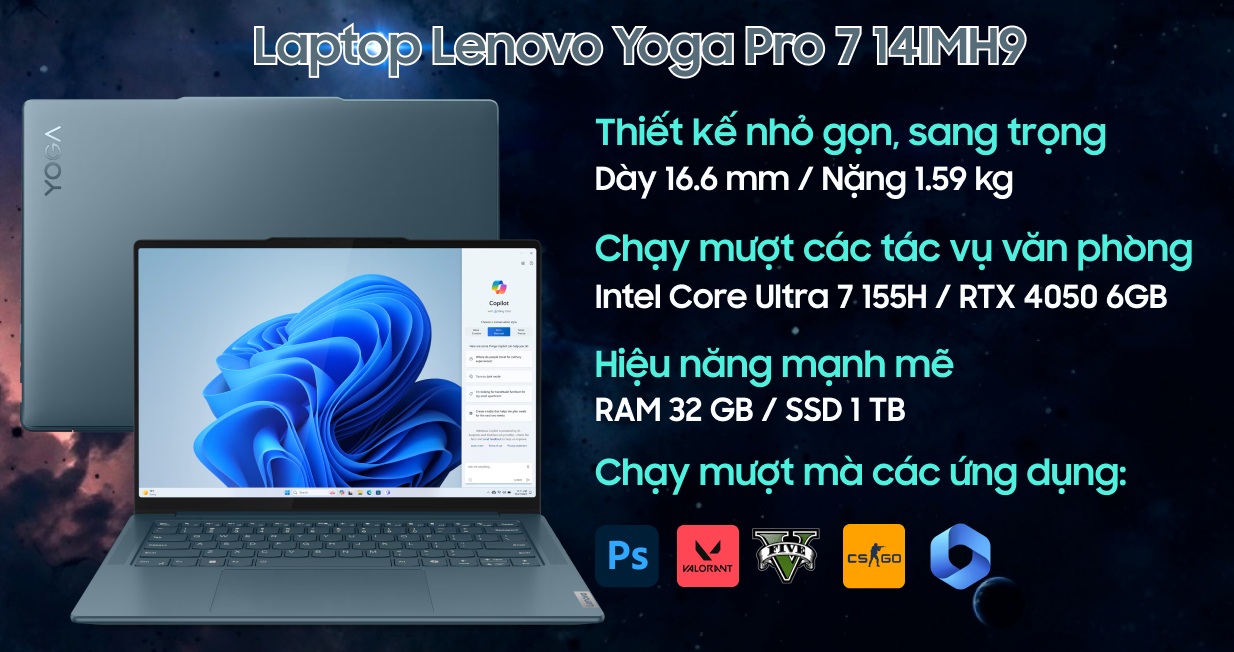 Laptop Lenovo Yoga Pro 7 14IMH9
YOGA
Thiết kế nhỏ gọn, sang trọng
Dày 16.6 mm / Nặng 1.59 kg
Chạy mượt các tác vụ văn phòng
Intel Core Ultra 7 155H / RTX 4050 6GB
Hiệu năng mạnh mẽ
RAM 32 GB / SSD 1 TB
Chạy mượt mà các ứng dụng:
Copilot
Ps
VALORANT
FIVE
V
CS GO